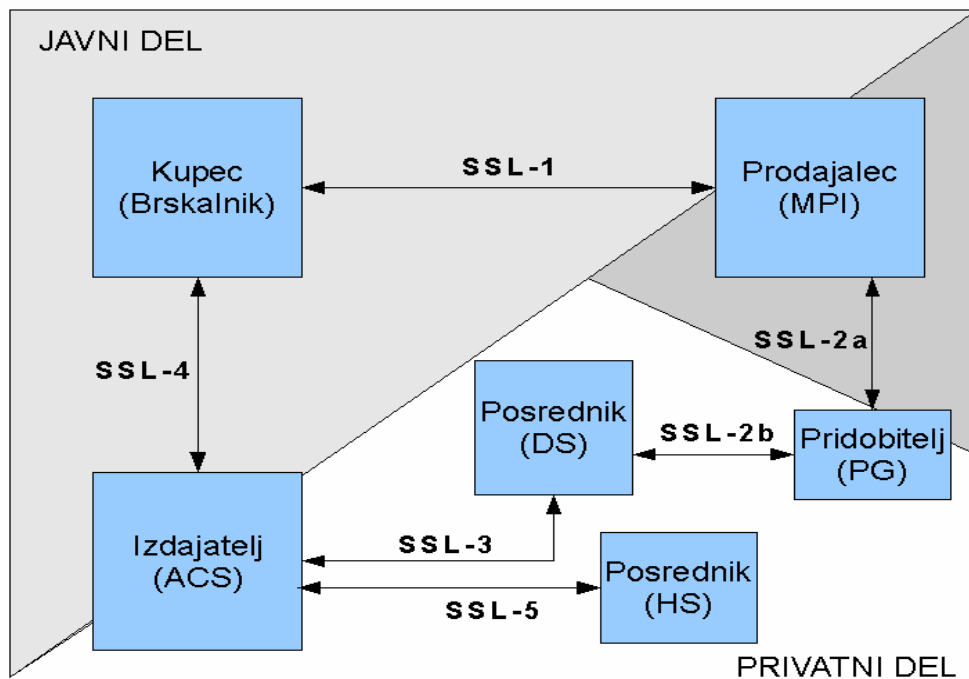 JAVNI DEL
Kupec
(Brskalnik)
SSL-1
Prodajalec
(MPI)
SSL-4
SSL-2a
Posrednik
(DS)
SSL-2b
Pridobitelj
(PG)
Izdajatelj
(ACS)
SSL-3
SSL-5
Posrednik
(HS)
PRIVATNI DEL